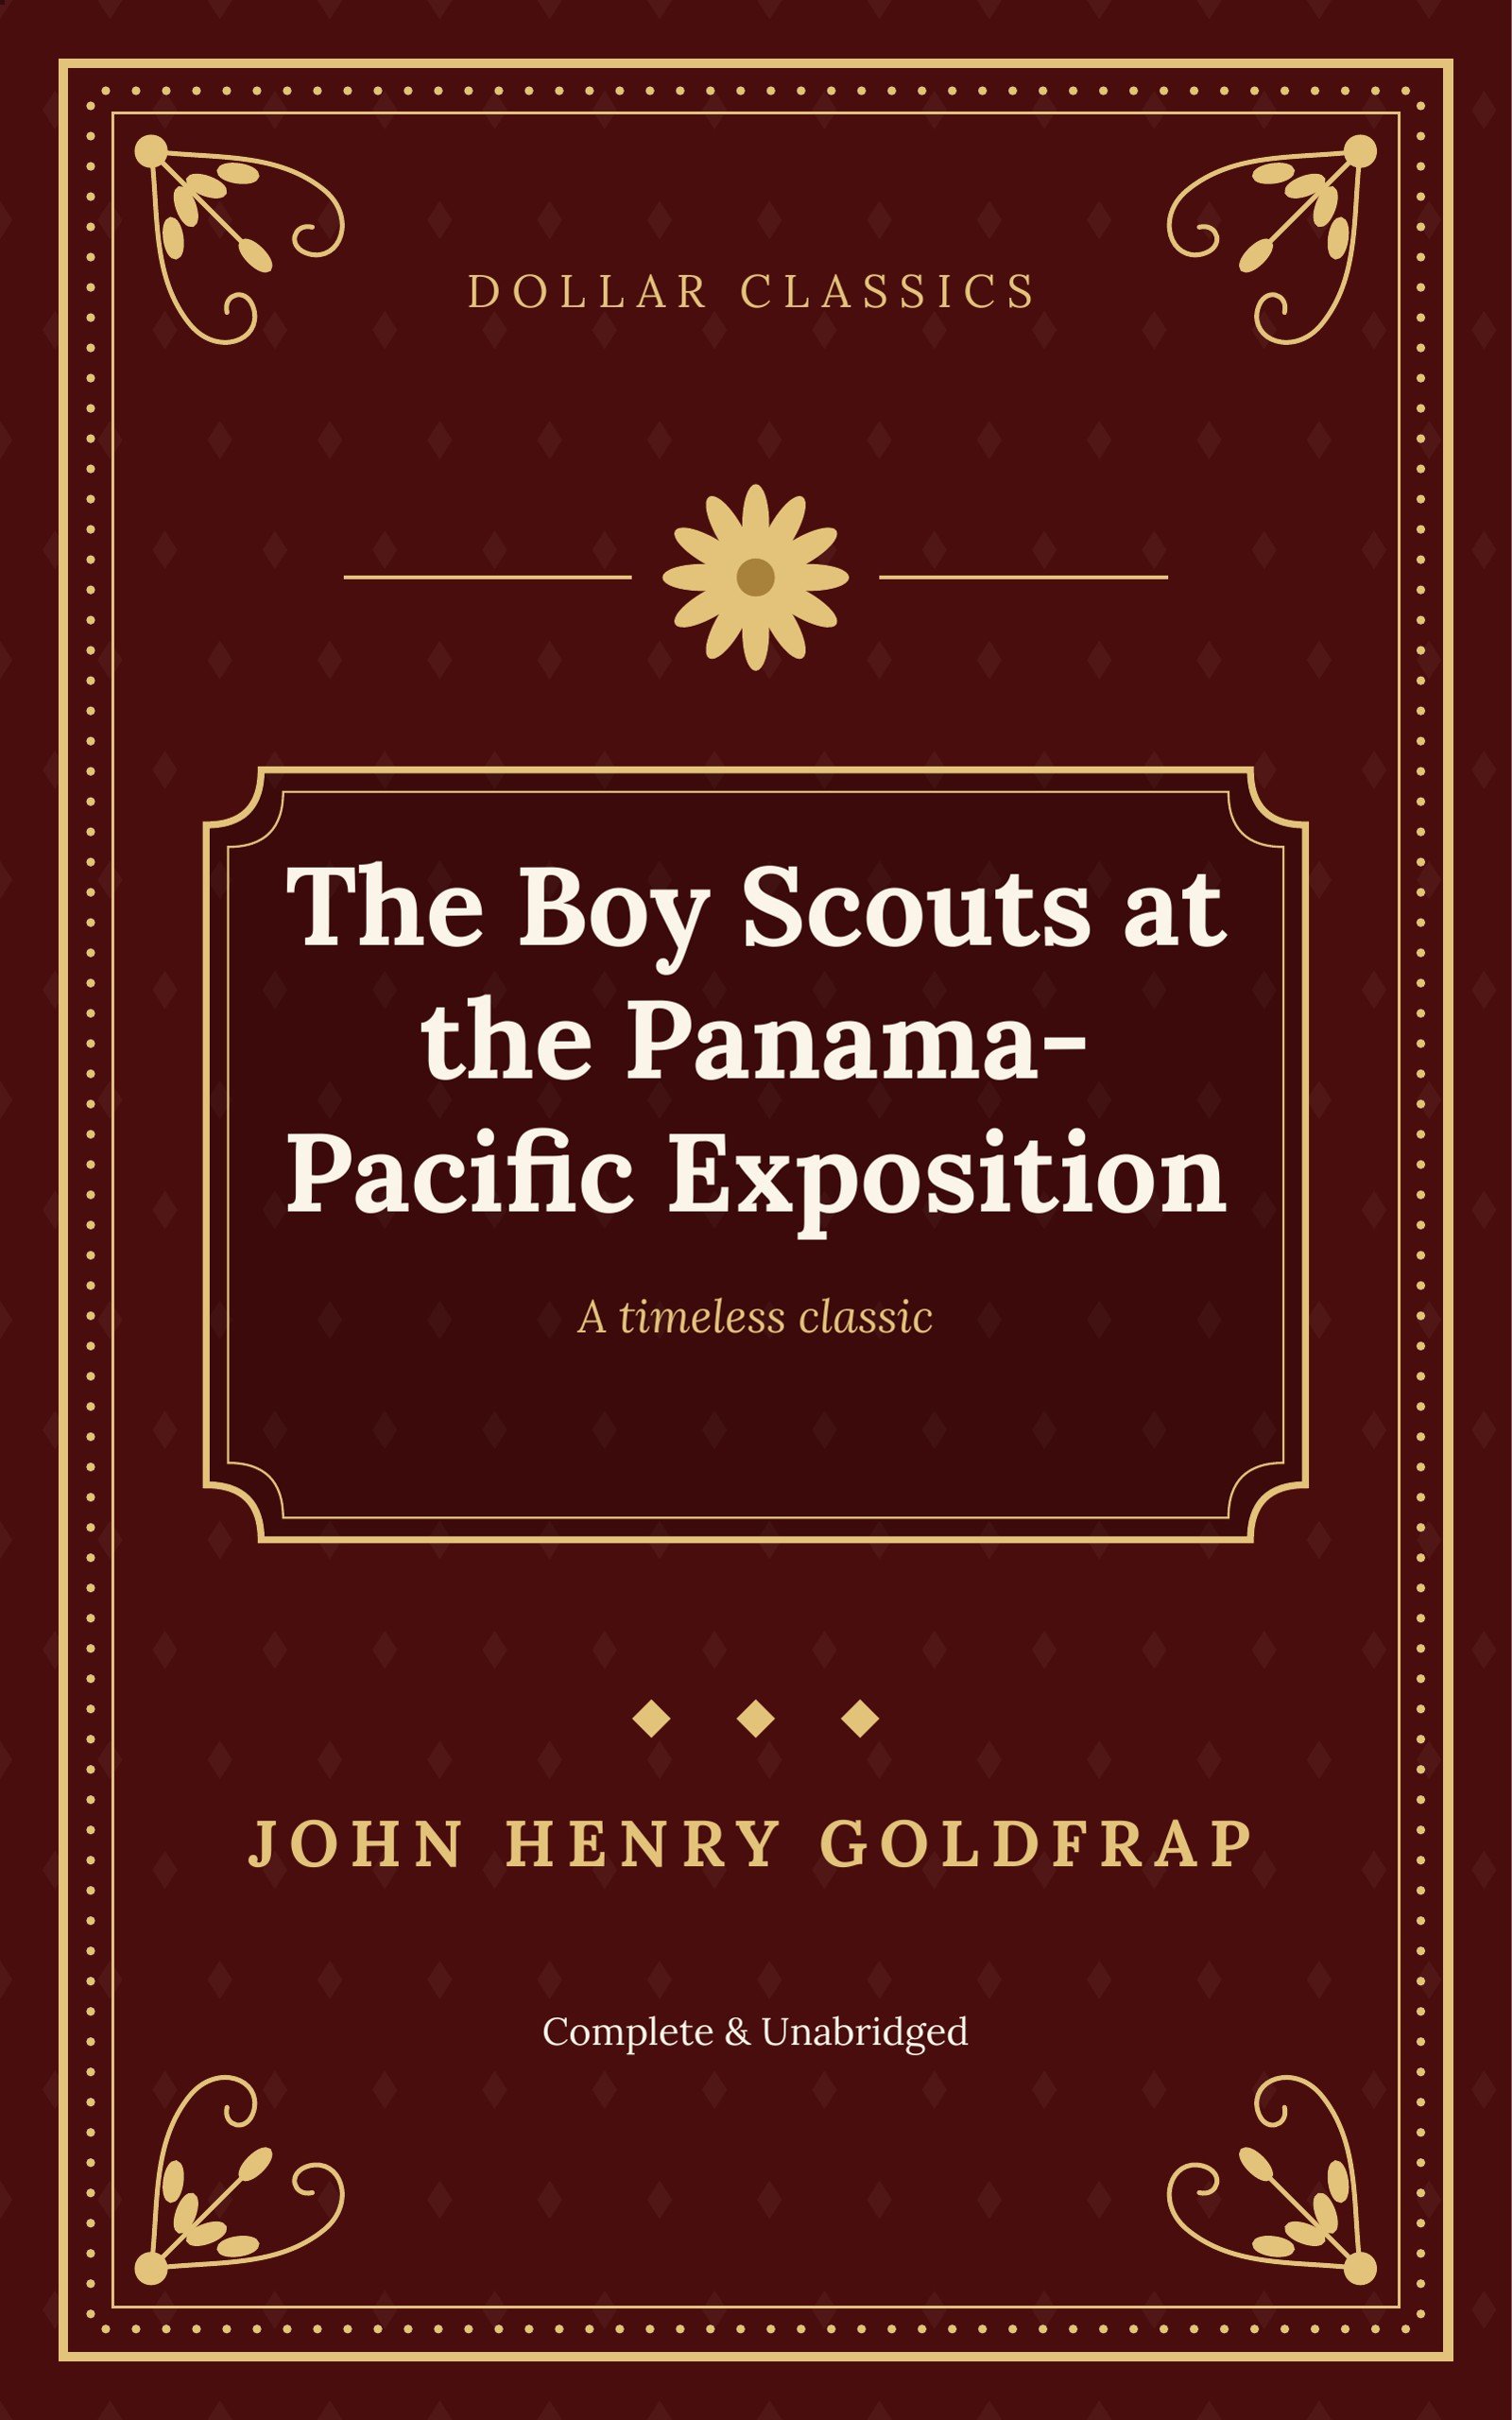 DOLLAR CLASSICS
The Boy Scouts at
the Panama-
Pacific Exposition
A timeless classic
JOHN HENRY GOLDFRAP
Complete & Unabridged